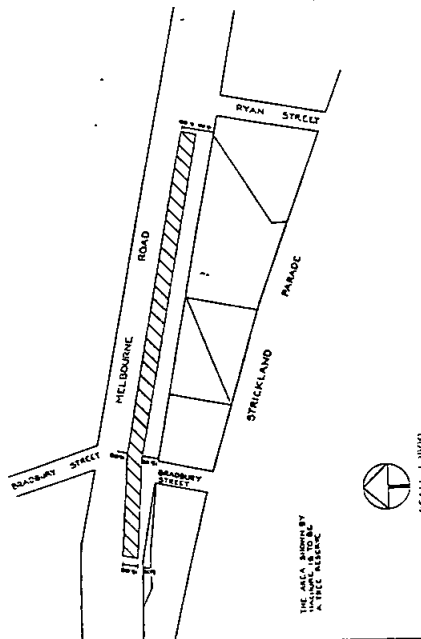 RYAN STREET
ROAD
PARADE
MELBOURNE
STRICKLAND
BRADBURY STREET
BRADBURY
STREET
THE AREA SHOWN BY
IS TO BE
A TREE RESERVE